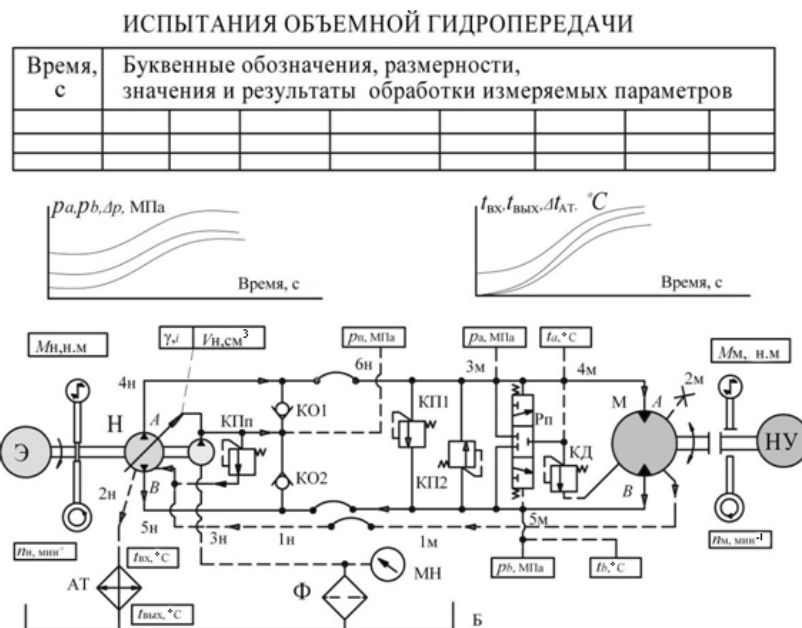 ИСПЫТАНИЯ ОБЪЕМНОЙ ГИДРОПЕРЕДАЧИ
Время, с
Буквенные обозначения, размерности,
значения и результаты обработки измеряемых параметров
pa,pb,Δp, МПа
Время, с
tвх,tвых,ΔtАТ, °C
Время, с
Mн,н.м
γ,i
Vн,см³
pп, МПа
pa, МПа
ta,°C
Mм, н.м
4н
6н
3м
4м
2м
Н
A
КПп
КО1
КП1
Рп
М
A
Э
НУ
КО2
КП2
КД
B
B
2н
5н
3н
1н
1м
5м
nн, мин⁻
tвх,°C
МН
pb, МПа
tb,°C
nм, мин⁻¹
АТ
Ф
tвых,°C
Б